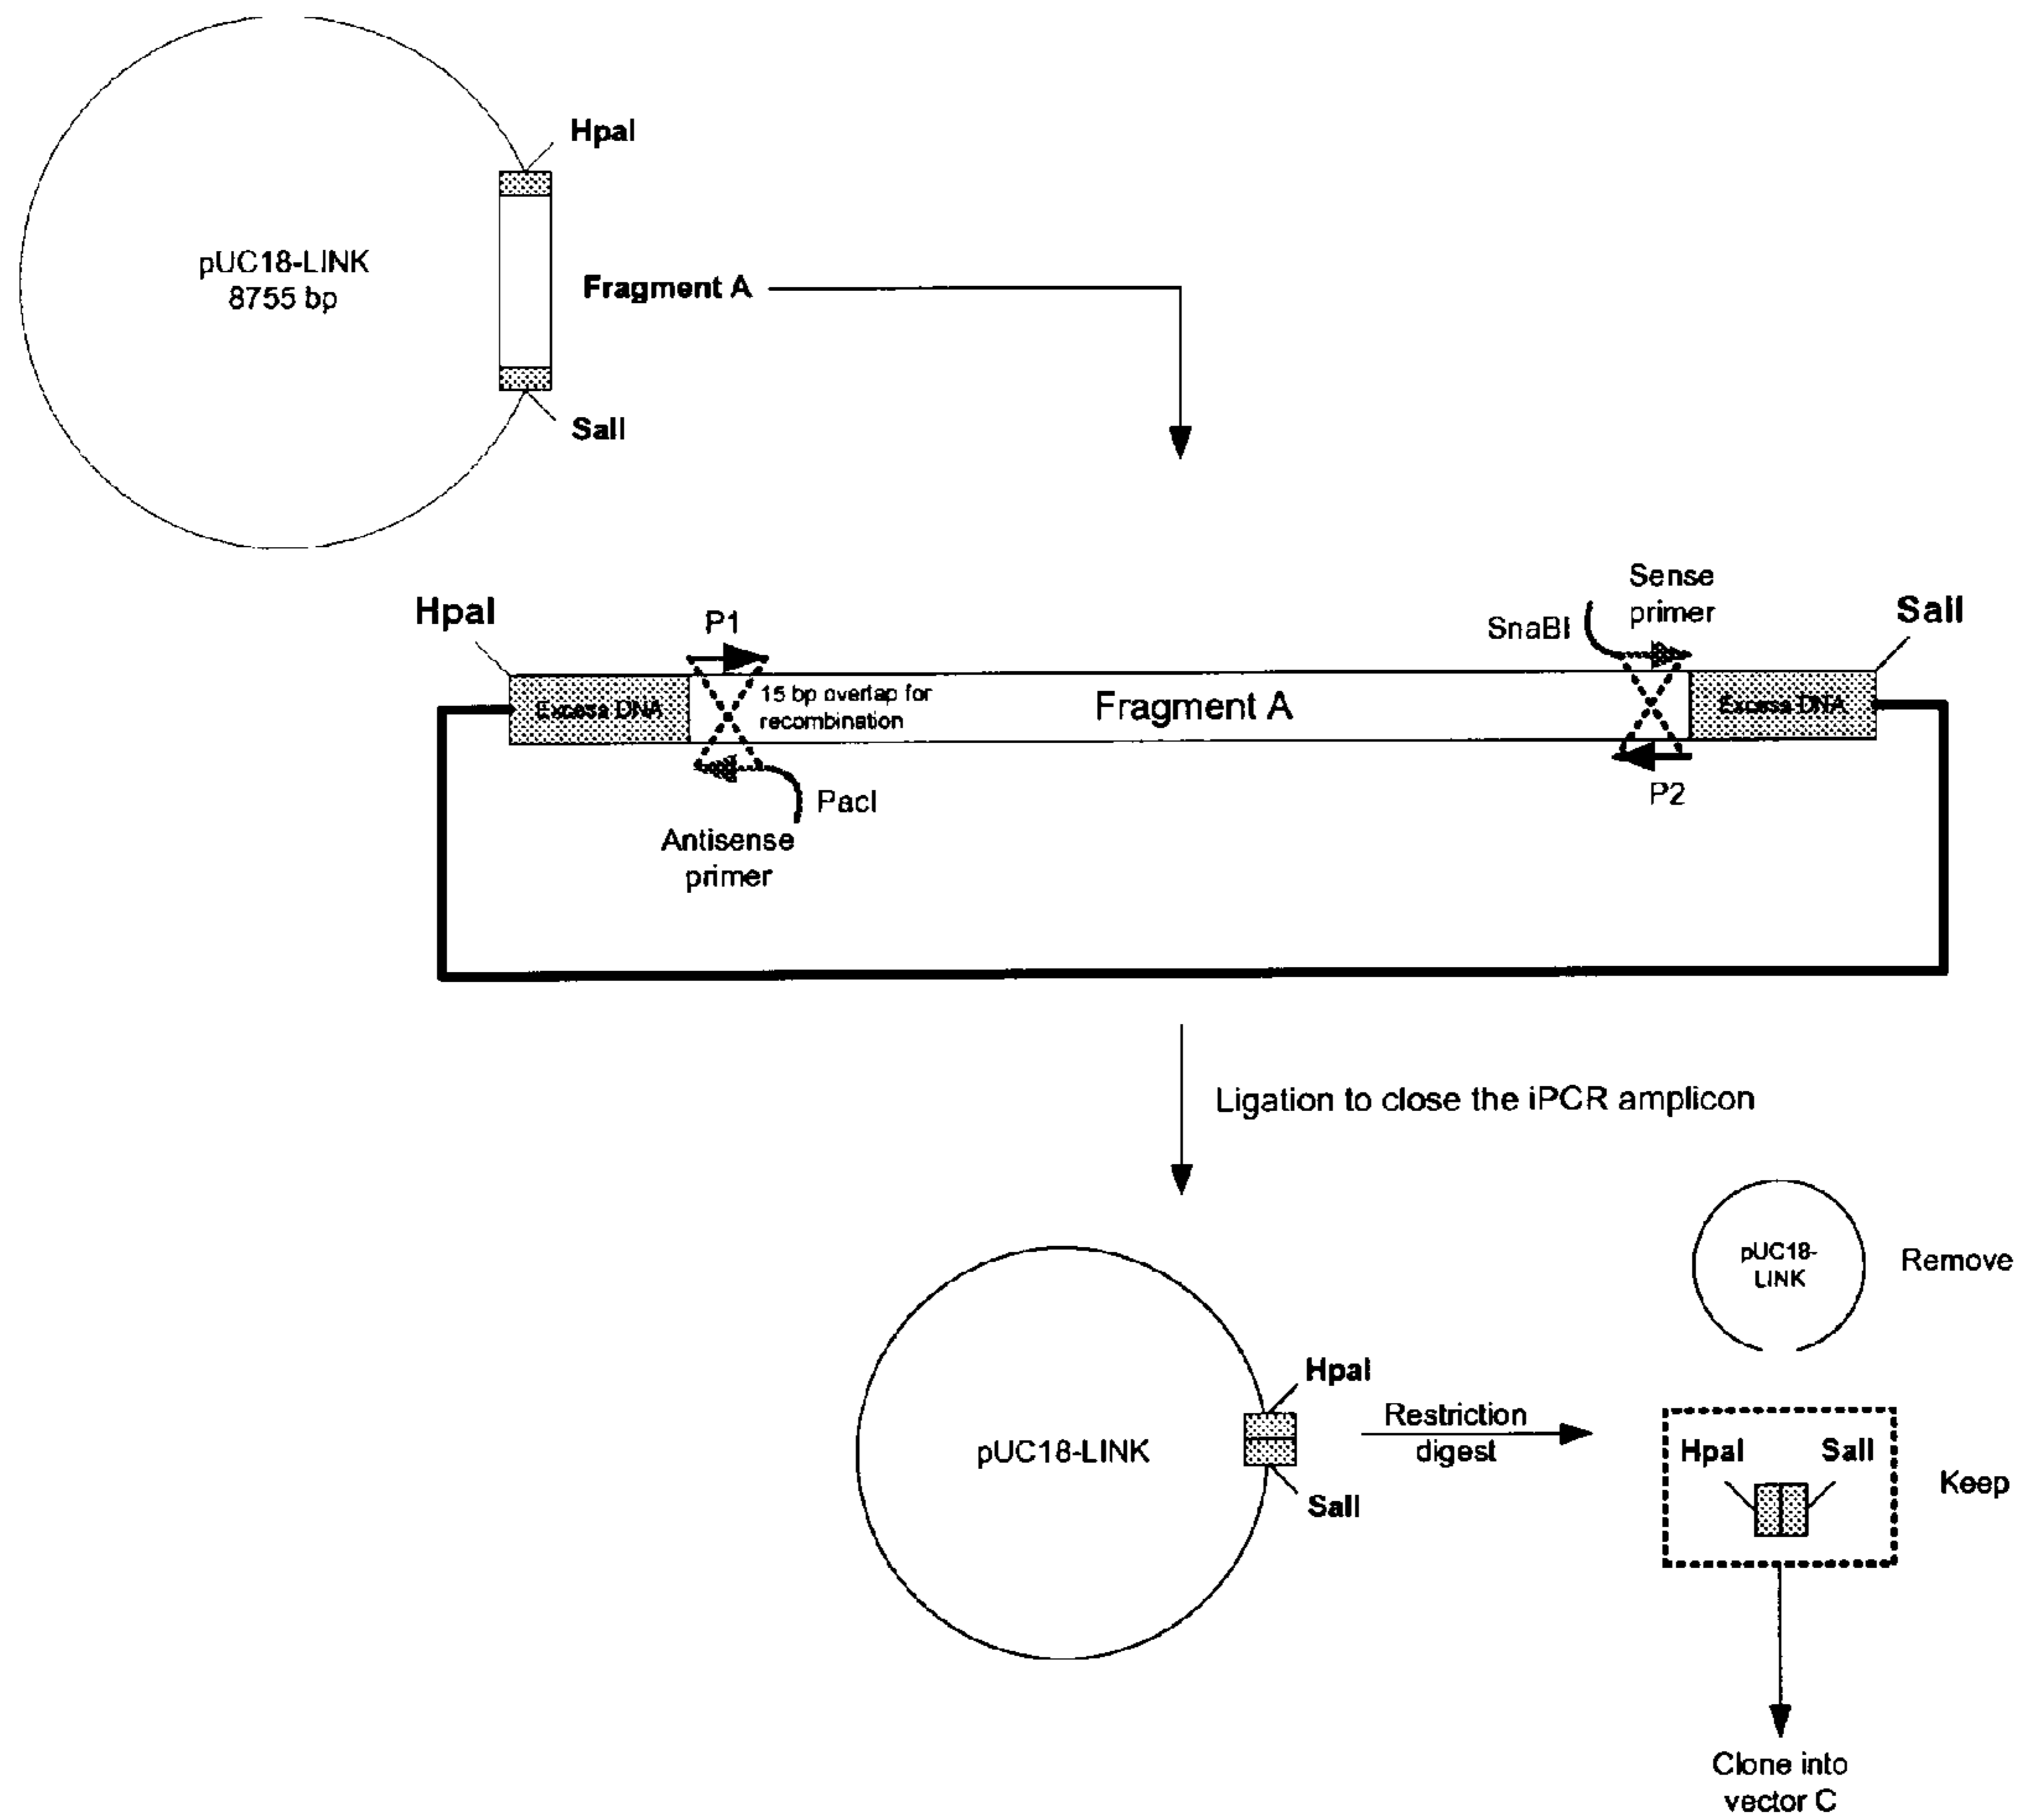 HpaI
pUC18-LINK
8755 bp
Fragment A
SalI
Sense
primer
HpaI
P1
SnaBI
SalI
Excess DNA
15 bp overlap for
recombination
Fragment A
Excess DNA
PacI
P2
Antisense
primer
Ligation to close the iPCR amplicon
pUC18-
LINK
Remove
HpaI
Restriction
digest
pUC18-LINK
HpaI
SalI
Keep
SalI
Clone into
vector C